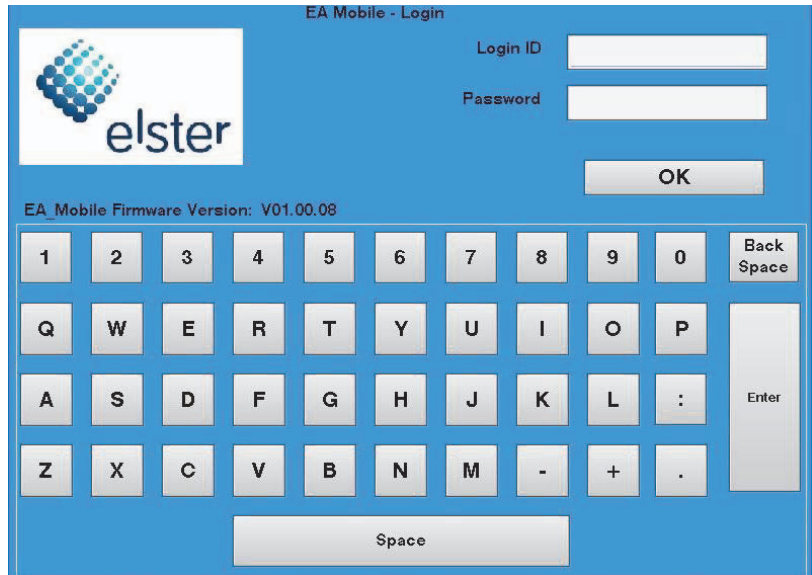 EA Mobile - Login
elster
Login ID
Password
OK
EA_Mobile Firmware Version: V01.00.08
1 2 3 4 5 6 7 8 9 0 Back Space
Q W E R T Y U I O P
A S D F G H J K L : Enter
Z X C V B N M - + .
Space